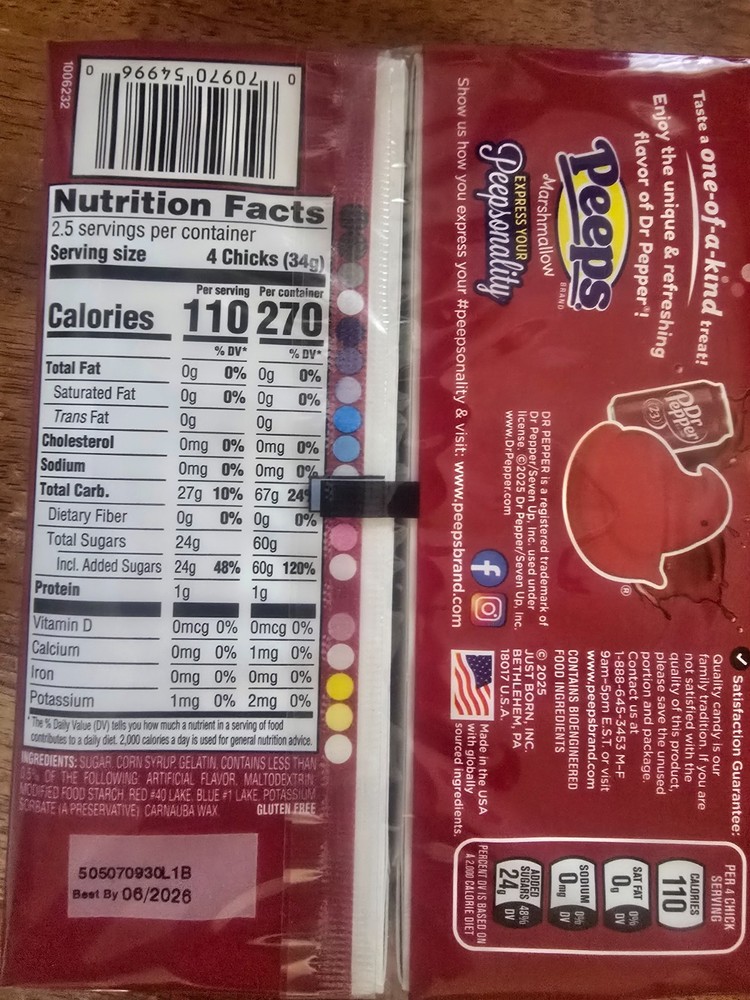 1006232
0 70970 54996 0
Nutrition Facts
2.5 servings per container
Serving size 4 Chicks (34g)
Per serving Per container
Calories 110 270
% DV* % DV*
Total Fat 0g 0% 0g 0%
Saturated Fat 0g 0% 0g 0%
Trans Fat 0g 0g
Cholesterol 0mg 0% 0mg 0%
Sodium 0mg 0% 0mg 0%
Total Carb. 27g 10% 67g 24%
Dietary Fiber 0g 0% 0g 0%
Total Sugars 24g 60g
Incl. Added Sugars 24g 48% 60g 120%
Protein 1g 1g
Vitamin D 0mcg 0% 0mcg 0%
Calcium 0mg 0% 1mg 0%
Iron 0mg 0% 0mg 0%
Potassium 1mg 0% 2mg 0%
* The % Daily Value (DV) tells you how much a nutrient in a serving of food
contributes to a daily diet. 2,000 calories a day is used for general nutrition advice.
INGREDIENTS: SUGAR, CORN SYRUP, GELATIN, CONTAINS LESS THAN
0.5% OF THE FOLLOWING: ARTIFICIAL FLAVOR, MALTODEXTRIN,
MODIFIED FOOD STARCH, RED #40 LAKE, BLUE #1 LAKE, POTASSIUM
SORBATE (A PRESERVATIVE), CARNAUBA WAX.
GLUTEN FREE
505070930L1B
Best By 06/2026
Taste a one-of-a-kind treat!
Enjoy the unique & refreshing
flavor of Dr Pepper®!
Peeps
BRAND
Marshmallow
EXPRESS YOUR
Peepsonality
Show us how you express your #peepsonality & visit: www.peepsbrand.com
Dr Pepper
23
®
DR PEPPER is a registered trademark of
Dr Pepper/Seven Up, Inc. used under
license. ©2025 Dr Pepper/Seven Up, Inc.
www.DrPepper.com
f
✓ Satisfaction Guarantee:
Quality candy is our
family tradition. If you are
not satisfied with the
quality of this product,
please save the unused
portion and package.
Contact us at
1-888-645-3453 M-F
9am-5pm E.S.T. or visit
www.peepsbrand.com
CONTAINS BIOENGINEERED
FOOD INGREDIENTS
© 2025
JUST BORN, INC.
BETHLEHEM, PA
18017 U.S.A.
Made in the USA
with globally
sourced ingredients.
PER 4 CHICK
SERVING
CALORIES
110
SAT FAT
0g 0% DV
SODIUM
0mg 0% DV
ADDED
SUGARS
24g 48% DV
PERCENT DV IS BASED ON
A 2,000 CALORIE DIET